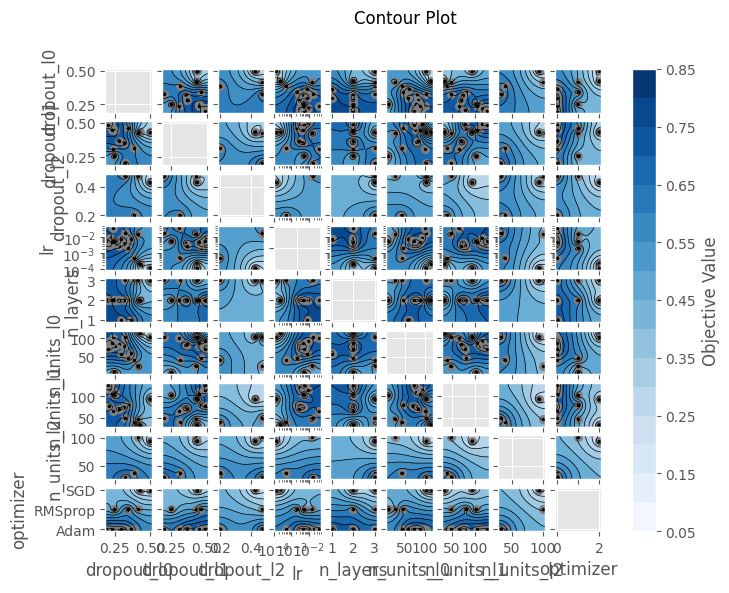 Contour Plot
dropout_l0
0.50
0.25
dropout_l1
0.50
0.25
dropout_l2
0.4
0.2
lr
10⁻²
10⁻³
10⁻⁴
n_layers
3
2
1
n_units_l0
100
50
n_units_l1
100
50
n_units_l2
100
50
optimizer
SGD
RMSprop
Adam
0.25 0.50
0.25 0.50
0.2 0.4
10⁻⁴ 10⁻²
1 2 3
50 100
50 100
50 100
0 2
dropout_l0 dropout_l1 dropout_l2 lr n_layers n_units_l0 n_units_l1 n_units_l2 optimizer
0.85
0.75
0.65
0.55
0.45
0.35
0.25
0.15
0.05
Objective Value